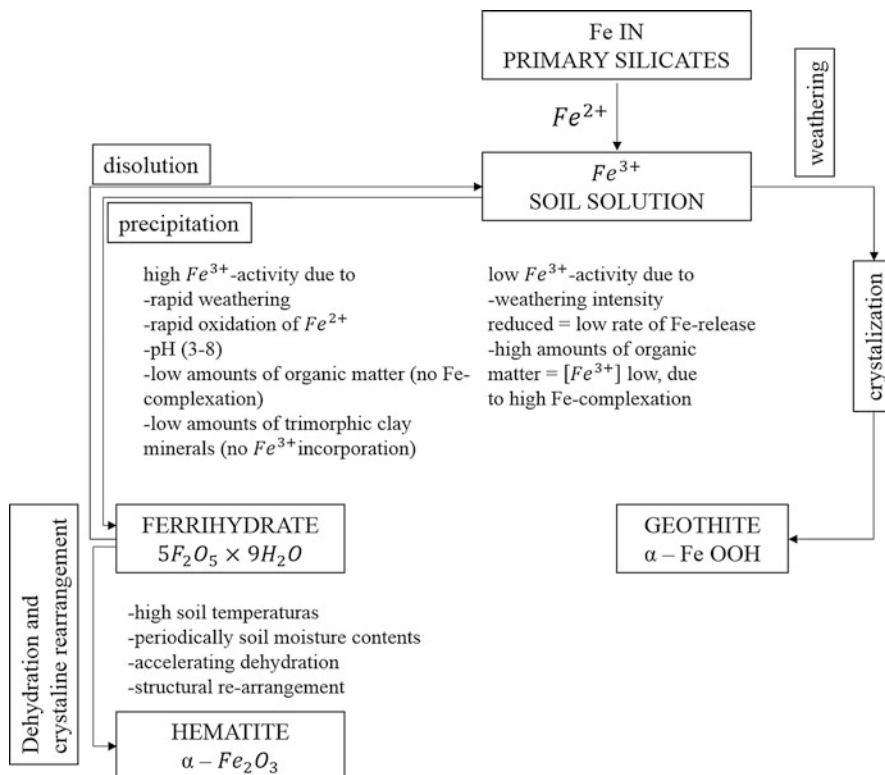 Fe IN
PRIMARY SILICATES
weathering
Fe²⁺
disolution
Fe³⁺
SOIL SOLUTION
precipitation
high Fe³⁺-activity due to
-rapid weathering
-rapid oxidation of Fe²⁺
-pH (3-8)
-low amounts of organic matter (no Fe-
complexation)
-low amounts of trimorphic clay
minerals (no Fe³⁺incorporation)
low Fe³⁺-activity due to
-weathering intensity
reduced = low rate of Fe-release
-high amounts of organic
matter = [Fe³⁺] low, due
to high Fe-complexation
crystalization
FERRIHYDRATE
5F₂O₅ × 9H₂O
GEOTHITE
α – Fe OOH
Dehydration and
crystaline rearrangement
-high soil temperaturas
-periodically soil moisture contents
-accelerating dehydration
-structural re-arrangement
HEMATITE
α – Fe₂O₃